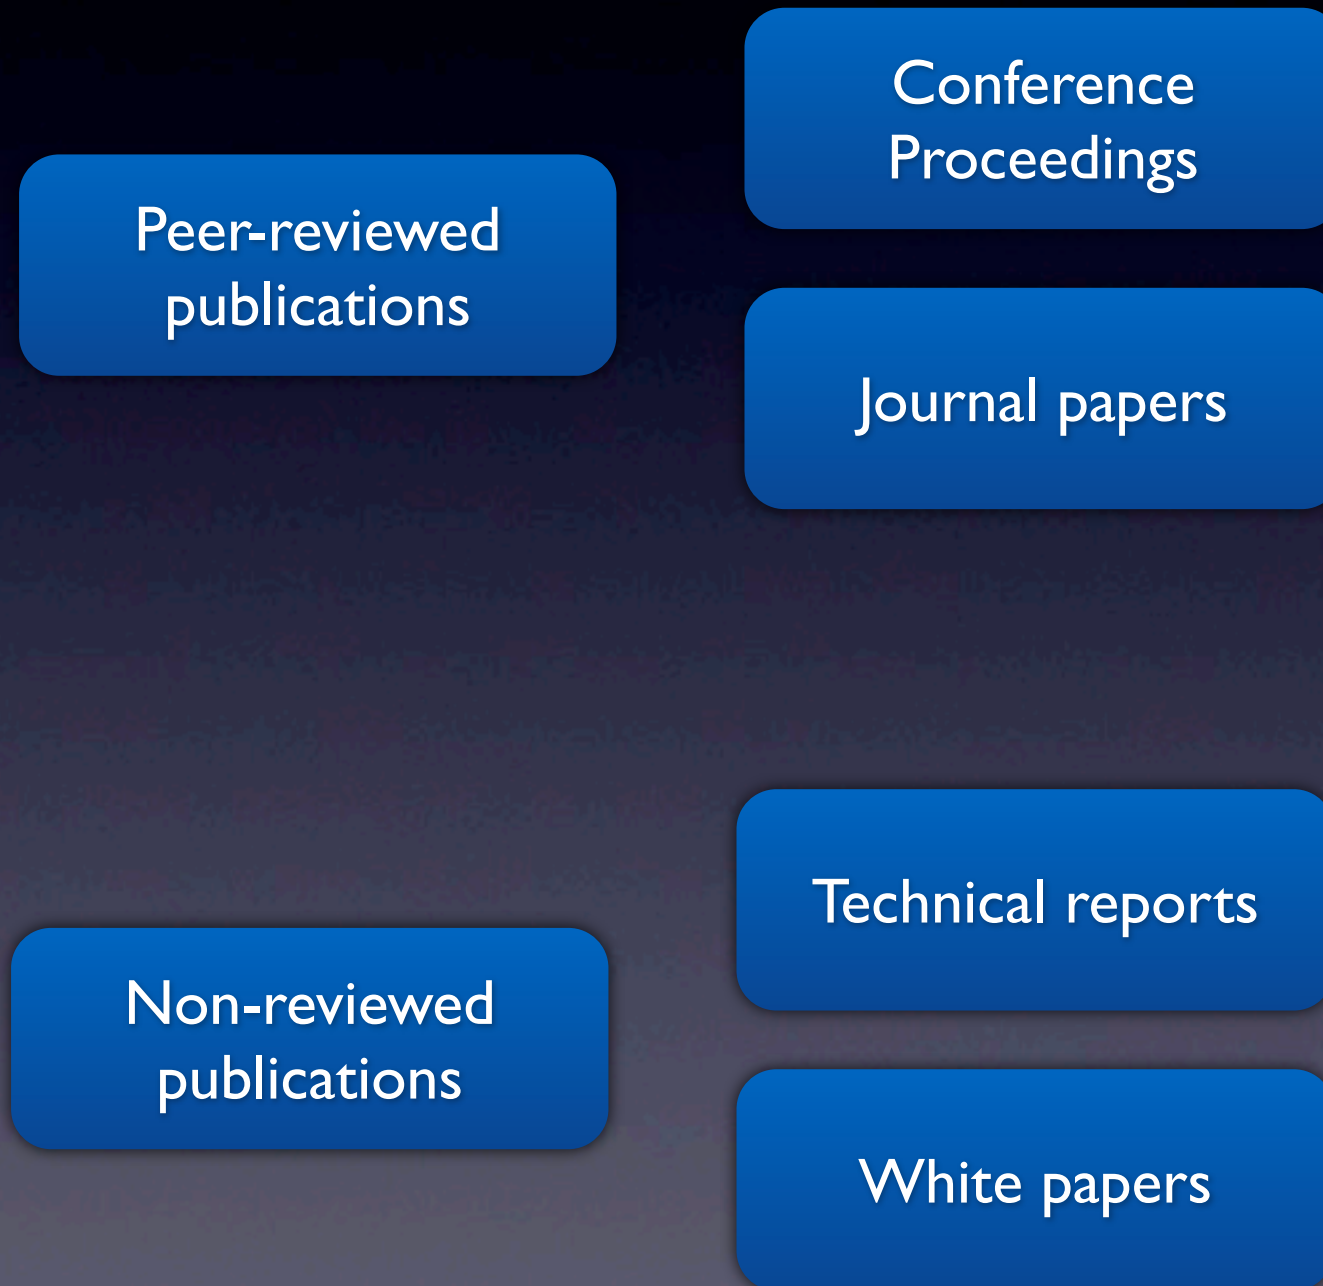 Peer-reviewed
publications
Conference
Proceedings
Journal papers
Non-reviewed
publications
Technical reports
White papers